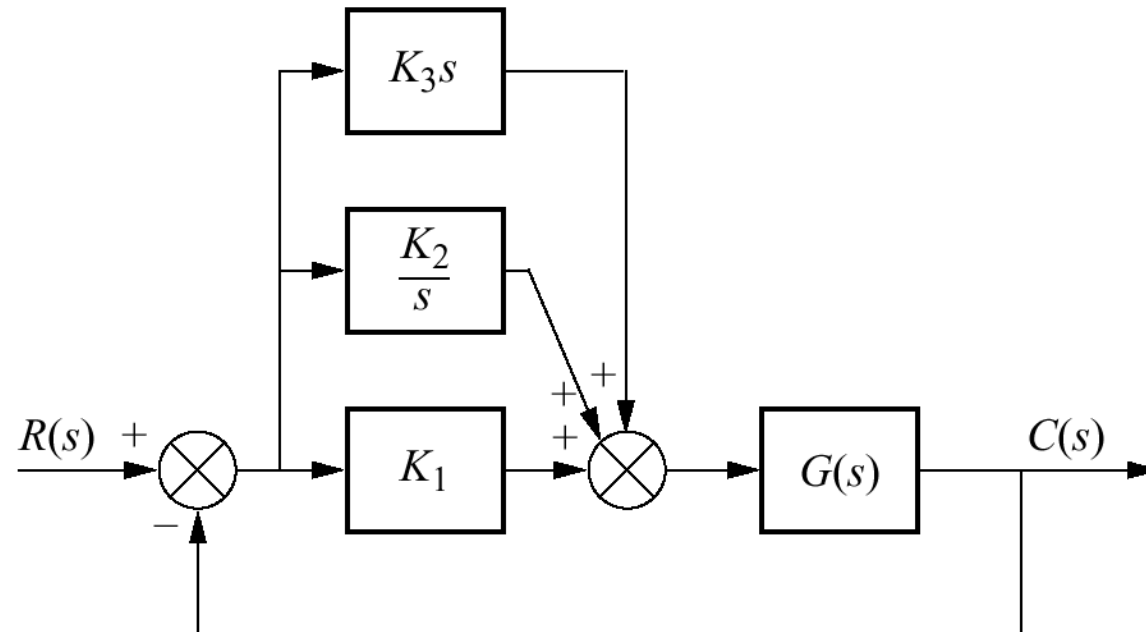 K₃s
K₂
s
+
+
R(s)
+
+
K₁
G(s)
C(s)
−